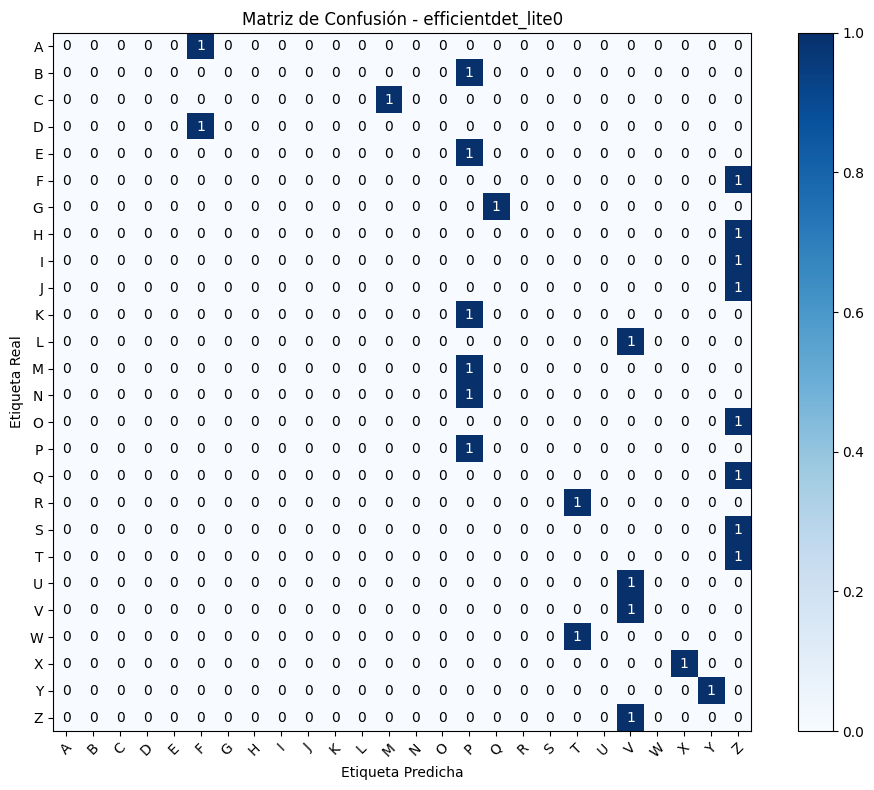 Matriz de Confusión - efficientdet_lite0
A 0 0 0 0 0 1 0 0 0 0 0 0 0 0 0 0 0 0 0 0 0 0 0 0 0 0
B 0 0 0 0 0 0 0 0 0 0 0 0 0 0 0 1 0 0 0 0 0 0 0 0 0 0
C 0 0 0 0 0 0 0 0 0 0 0 0 1 0 0 0 0 0 0 0 0 0 0 0 0 0
D 0 0 0 0 0 1 0 0 0 0 0 0 0 0 0 0 0 0 0 0 0 0 0 0 0 0
E 0 0 0 0 0 0 0 0 0 0 0 0 0 0 0 1 0 0 0 0 0 0 0 0 0 0
F 0 0 0 0 0 0 0 0 0 0 0 0 0 0 0 0 0 0 0 0 0 0 0 0 0 1
G 0 0 0 0 0 0 0 0 0 0 0 0 0 0 0 0 1 0 0 0 0 0 0 0 0 0
H 0 0 0 0 0 0 0 0 0 0 0 0 0 0 0 0 0 0 0 0 0 0 0 0 0 1
I 0 0 0 0 0 0 0 0 0 0 0 0 0 0 0 0 0 0 0 0 0 0 0 0 0 1
J 0 0 0 0 0 0 0 0 0 0 0 0 0 0 0 0 0 0 0 0 0 0 0 0 0 1
K 0 0 0 0 0 0 0 0 0 0 0 0 0 0 0 1 0 0 0 0 0 0 0 0 0 0
L 0 0 0 0 0 0 0 0 0 0 0 0 0 0 0 0 0 0 0 0 0 1 0 0 0 0
M 0 0 0 0 0 0 0 0 0 0 0 0 0 0 0 1 0 0 0 0 0 0 0 0 0 0
N 0 0 0 0 0 0 0 0 0 0 0 0 0 0 0 1 0 0 0 0 0 0 0 0 0 0
O 0 0 0 0 0 0 0 0 0 0 0 0 0 0 0 0 0 0 0 0 0 0 0 0 0 1
P 0 0 0 0 0 0 0 0 0 0 0 0 0 0 0 1 0 0 0 0 0 0 0 0 0 0
Q 0 0 0 0 0 0 0 0 0 0 0 0 0 0 0 0 0 0 0 0 0 0 0 0 0 1
R 0 0 0 0 0 0 0 0 0 0 0 0 0 0 0 0 0 0 0 1 0 0 0 0 0 0
S 0 0 0 0 0 0 0 0 0 0 0 0 0 0 0 0 0 0 0 0 0 0 0 0 0 1
T 0 0 0 0 0 0 0 0 0 0 0 0 0 0 0 0 0 0 0 0 0 0 0 0 0 1
U 0 0 0 0 0 0 0 0 0 0 0 0 0 0 0 0 0 0 0 0 0 1 0 0 0 0
V 0 0 0 0 0 0 0 0 0 0 0 0 0 0 0 0 0 0 0 0 0 1 0 0 0 0
W 0 0 0 0 0 0 0 0 0 0 0 0 0 0 0 0 0 0 0 1 0 0 0 0 0 0
X 0 0 0 0 0 0 0 0 0 0 0 0 0 0 0 0 0 0 0 0 0 0 0 1 0 0
Y 0 0 0 0 0 0 0 0 0 0 0 0 0 0 0 0 0 0 0 0 0 0 0 0 1 0
Z 0 0 0 0 0 0 0 0 0 0 0 0 0 0 0 0 0 0 0 0 0 1 0 0 0 0
A B C D E F G H I J K L M N O P Q R S T U V W X Y Z
Etiqueta Predicha
Etiqueta Real
1.0
0.8
0.6
0.4
0.2
0.0